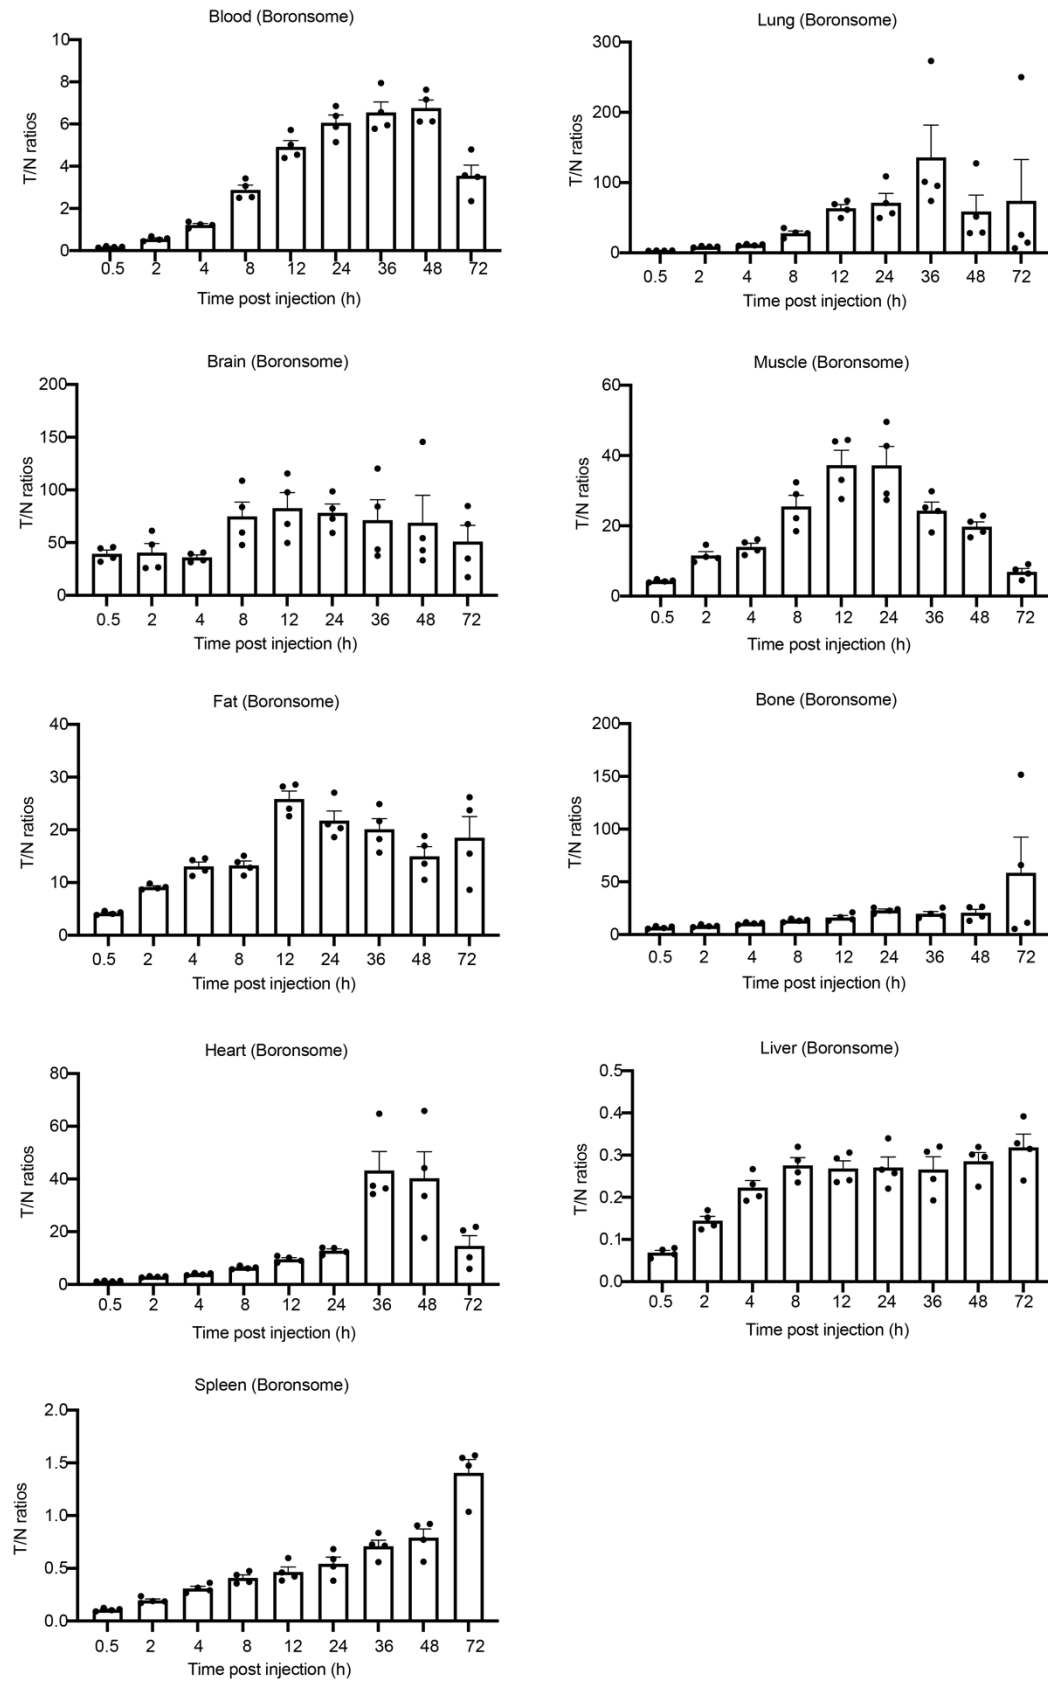 Blood (Boronsome)
T/N ratios
10
8
6
4
2
0
0.5 2 4 8 12 24 36 48 72
Time post injection (h)
Lung (Boronsome)
T/N ratios
300
200
100
0
0.5 2 4 8 12 24 36 48 72
Time post injection (h)
Brain (Boronsome)
T/N ratios
200
150
100
50
0
0.5 2 4 8 12 24 36 48 72
Time post injection (h)
Muscle (Boronsome)
T/N ratios
60
40
20
0
0.5 2 4 8 12 24 36 48 72
Time post injection (h)
Fat (Boronsome)
T/N ratios
40
30
20
10
0
0.5 2 4 8 12 24 36 48 72
Time post injection (h)
Bone (Boronsome)
T/N ratios
200
150
100
50
0
0.5 2 4 8 12 24 36 48 72
Time post injection (h)
Heart (Boronsome)
T/N ratios
80
60
40
20
0
0.5 2 4 8 12 24 36 48 72
Time post injection (h)
Liver (Boronsome)
T/N ratios
0.5
0.4
0.3
0.2
0.1
0.0
0.5 2 4 8 12 24 36 48 72
Time post injection (h)
Spleen (Boronsome)
T/N ratios
2.0
1.5
1.0
0.5
0.0
0.5 2 4 8 12 24 36 48 72
Time post injection (h)